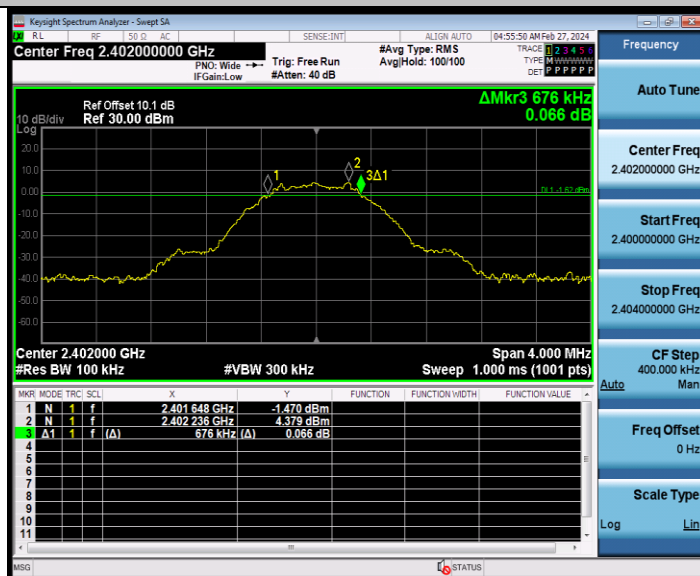 Keysight Spectrum Analyzer - Swept SA
LXI RL RF 50 Ω AC SENSE:INT ALIGN AUTO 04:55:50 AM Feb 27, 2024
Center Freq 2.402000000 GHz #Avg Type: RMS TRACE 1 2 3 4 5 6
PNO: Wide Trig: Free Run Avg|Hold: 100/100 TYPE M W W W W W
IFGain:Low #Atten: 40 dB DET P P P P P P
ΔMkr3 676 kHz
0.066 dB
Ref Offset 10.1 dB
10 dB/div Ref 30.00 dBm
Log
20.0
10.0
0.00
-10.0
-20.0
-30.0
-40.0
-50.0
-60.0
1
2
3Δ1
DL1 -1.62 dBm
Center 2.402000 GHz Span 4.000 MHz
#Res BW 100 kHz #VBW 300 kHz Sweep 1.000 ms (1001 pts)
MKR MODE TRC SCL X Y FUNCTION FUNCTION WIDTH FUNCTION VALUE
1 N 1 f 2.401 648 GHz -1.470 dBm
2 N 1 f 2.402 236 GHz 4.379 dBm
3 Δ1 1 f (Δ) 676 kHz (Δ) 0.066 dB
4
5
6
7
8
9
10
11
MSG STATUS
Frequency
Auto Tune
Center Freq
2.402000000 GHz
Start Freq
2.400000000 GHz
Stop Freq
2.404000000 GHz
CF Step
400.000 kHz
Auto Man
Freq Offset
0 Hz
Scale Type
Log Lin